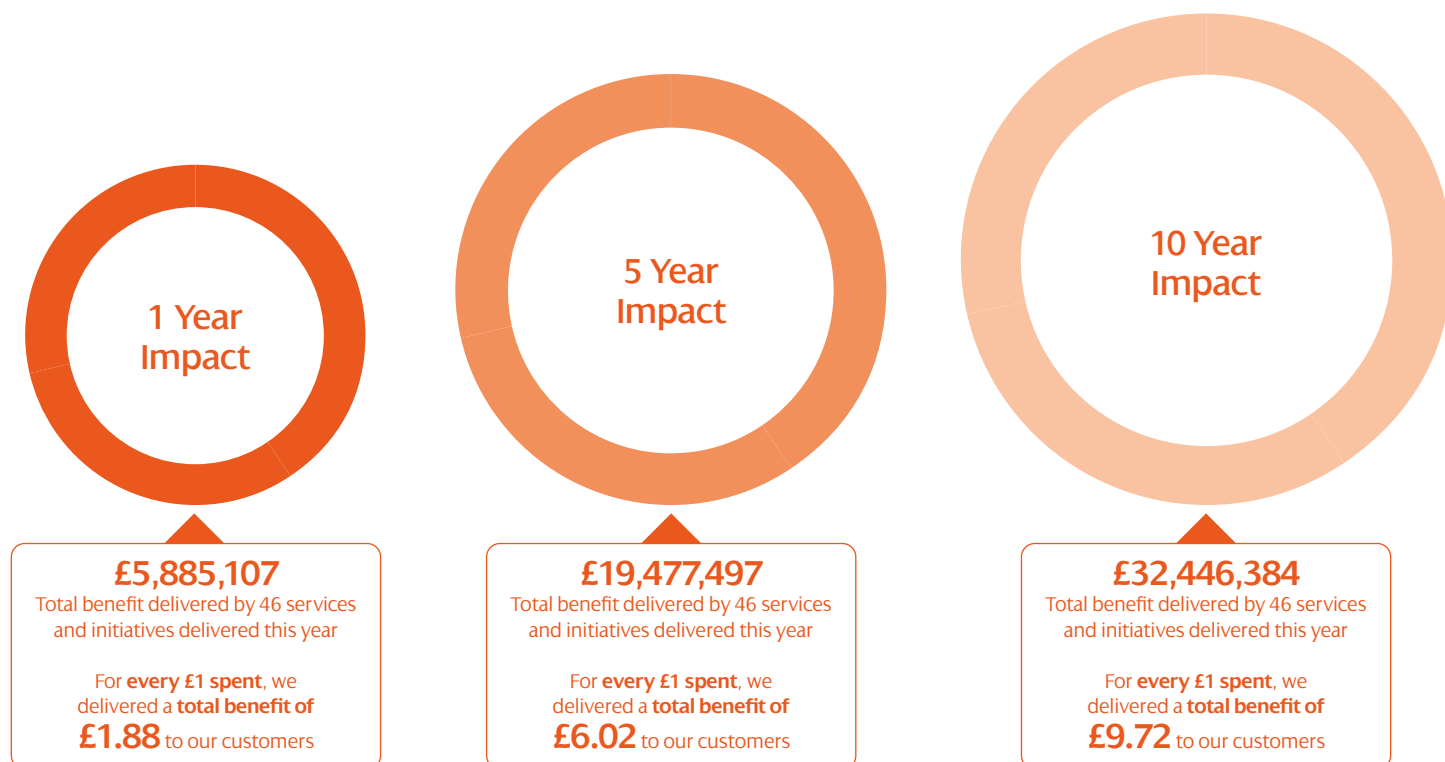 1 Year
Impact
£5,885,107
Total benefit delivered by 46 services
and initiatives delivered this year
For every £1 spent, we
delivered a total benefit of
£1.88 to our customers
5 Year
Impact
£19,477,497
Total benefit delivered by 46 services
and initiatives delivered this year
For every £1 spent, we
delivered a total benefit of
£6.02 to our customers
10 Year
Impact
£32,446,384
Total benefit delivered by 46 services
and initiatives delivered this year
For every £1 spent, we
delivered a total benefit of
£9.72 to our customers